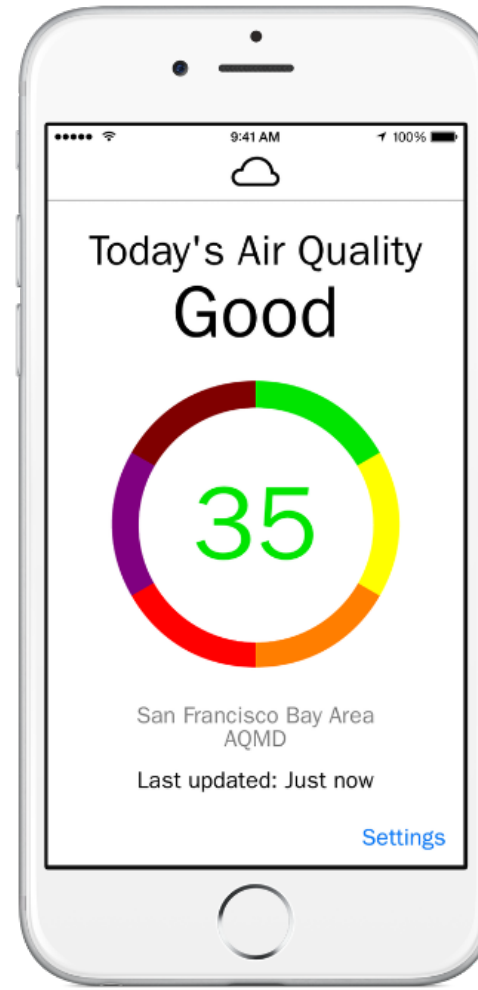 9:41 AM
100%
Today's Air Quality
Good
35
San Francisco Bay Area
AQMD
Last updated: Just now
Settings